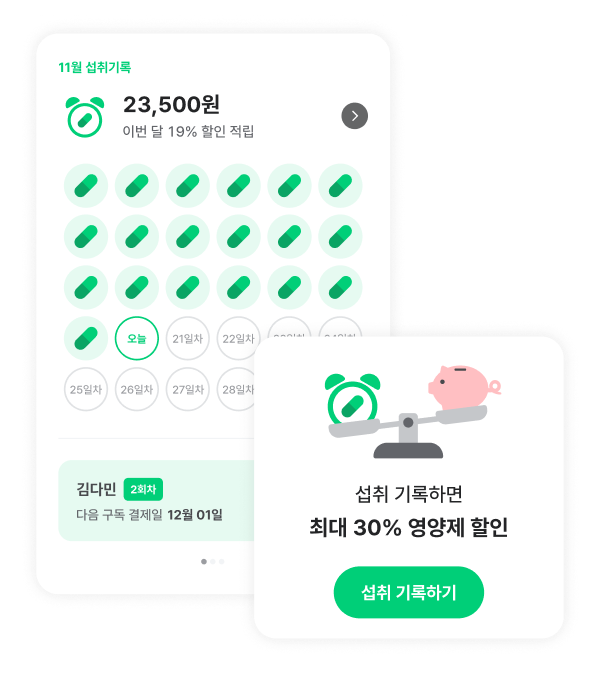 11월 섭취기록
23,500원
이번 달 19% 할인 적립
오늘 21일차 22일차
25일차 26일차 27일차 28일차
김다민 2회차
다음 구독 결제일 12월 01일
섭취 기록하면
최대 30% 영양제 할인
섭취 기록하기